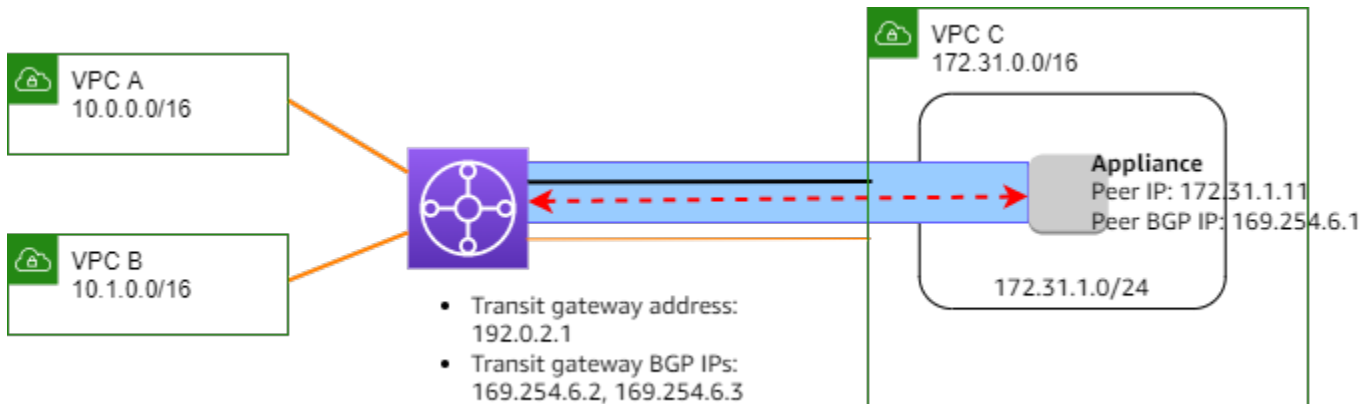 VPC A
10.0.0.0/16
VPC B
10.1.0.0/16
• Transit gateway address:
192.0.2.1
• Transit gateway BGP IPs:
169.254.6.2, 169.254.6.3
VPC C
172.31.0.0/16
Appliance
Peer IP: 172.31.1.11
Peer BGP IP: 169.254.6.1
172.31.1.0/24